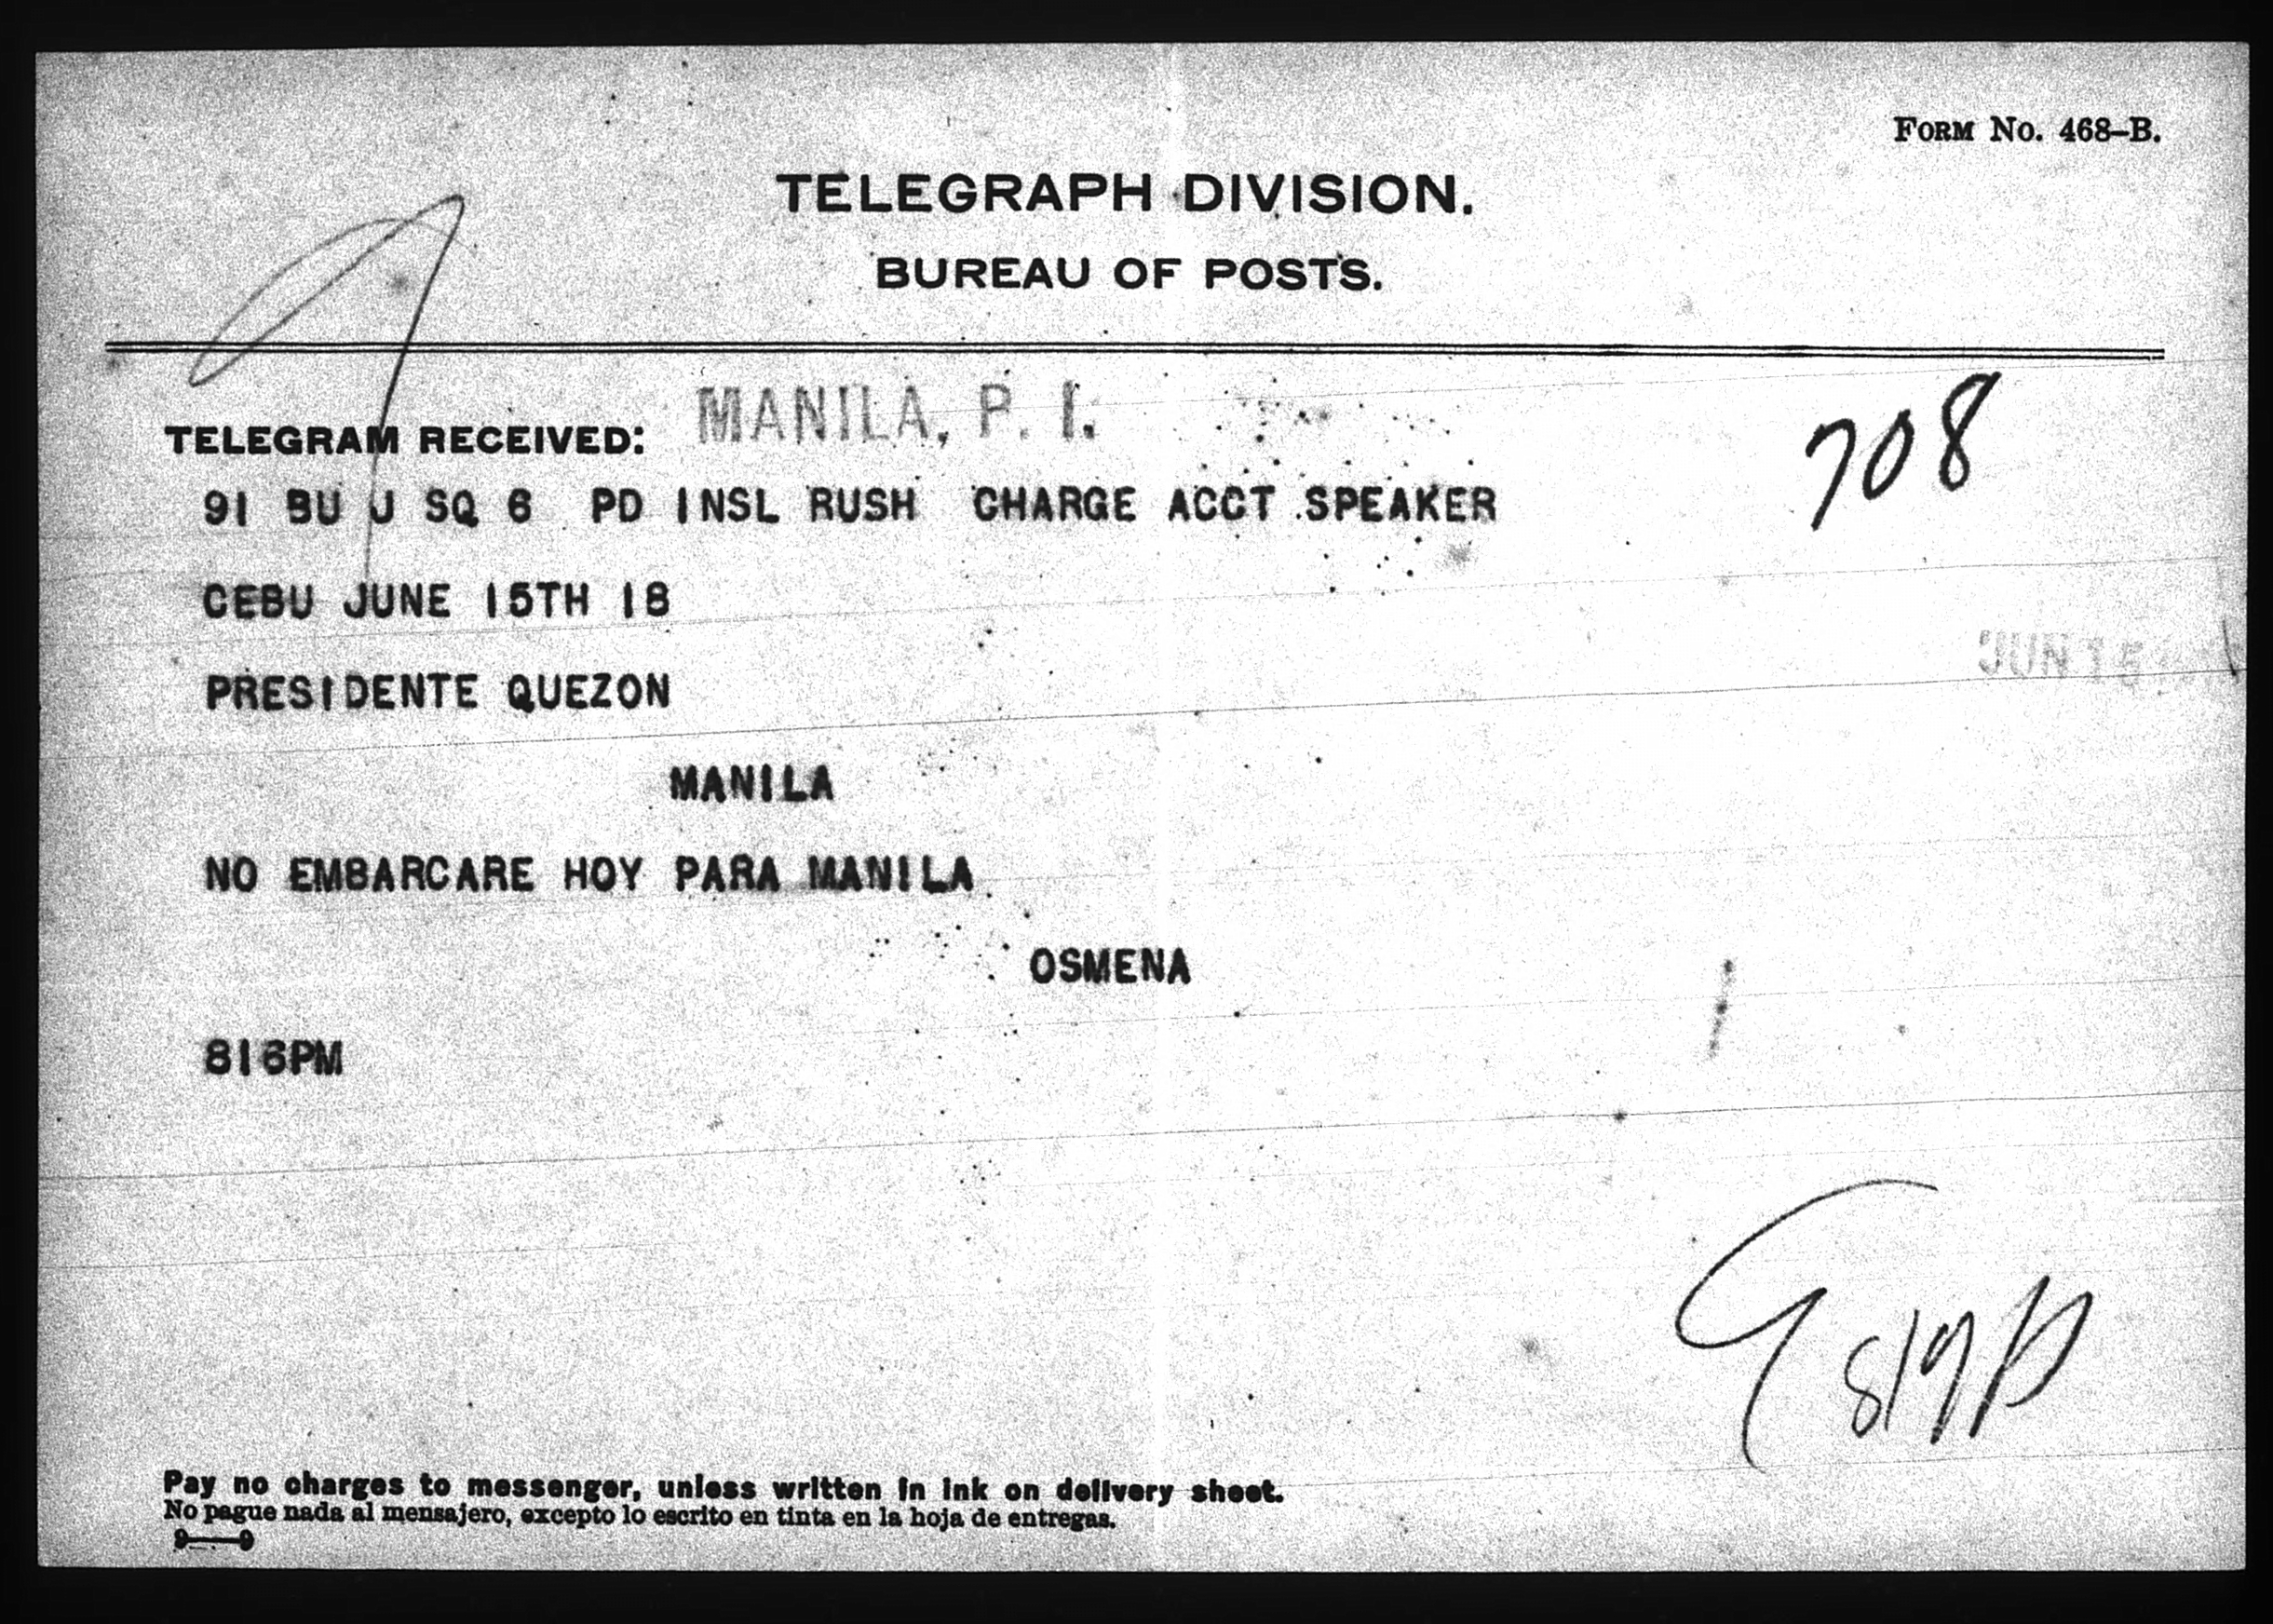 FORM NO. 468-B.
TELEGRAPH DIVISION.
BUREAU OF POSTS.
TELEGRAM RECEIVED: MANILA, P. I.
708
91 BU J SQ 6 PD INSL RUSH CHARGE ACCT SPEAKER
CEBU JUNE 15TH 18
JUN 15
PRESIDENTE QUEZON
MANILA
NO EMBARCARE HOY PARA MANILA
OSMENA
816PM
819p
Pay no charges to messenger, unless written in ink on delivery sheet.
No pague nada al mensajero, excepto lo escrito en tinta en la hoja de entregas.